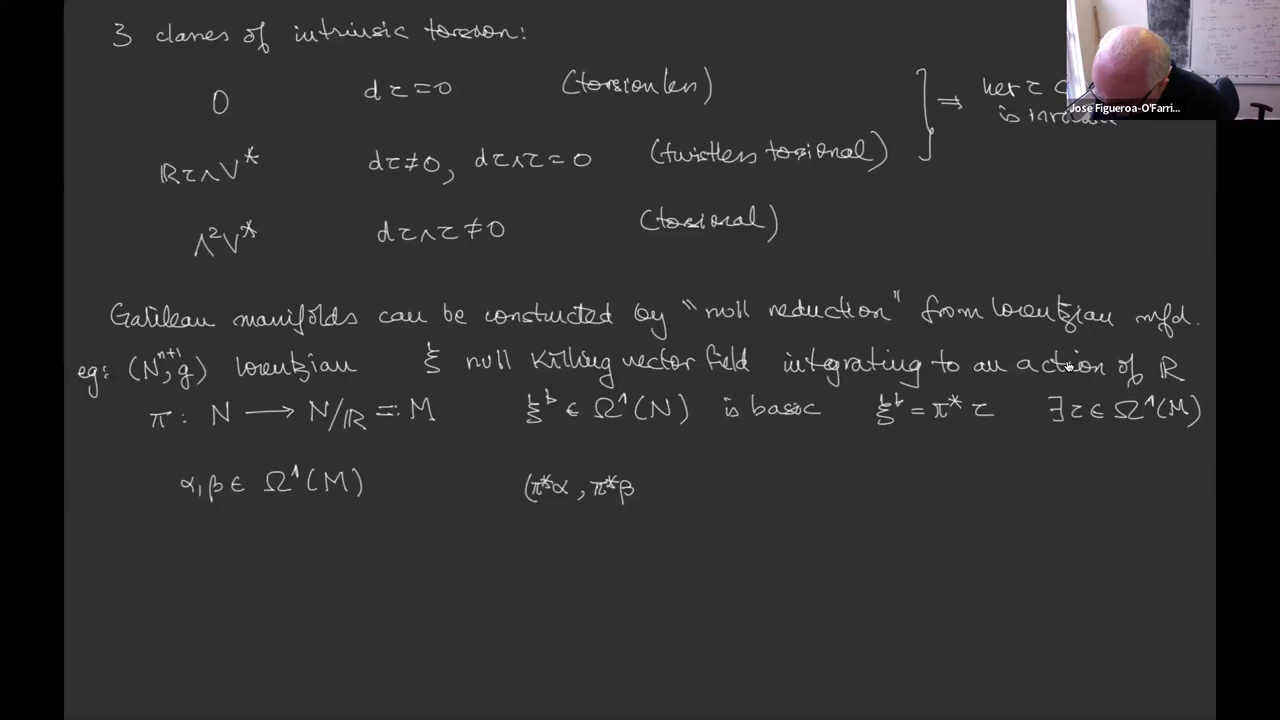 3 classes of intrinsic torsion:
0 dτ=0 (torsionless)
ℝτ∧V* dτ≠0, dτ∧τ=0 (twistless torsional) ⇒ ker τ
is
Λ²V* dτ∧τ≠0 (torsional)
Galilean manifolds can be constructed by "null reduction" from lorentzian mfd.
eg: (Nⁿ⁺¹, g) lorentzian ξ null Killing vector field integrating to an action of ℝ
π: N ⟶ N/ℝ =: M ξ♭ ∈ Ω¹(N) is basic ξ♭ = π*τ ∃τ∈ Ω¹(M)
α,β ∈ Ω¹(M) (π*α, π*β
Jose Figueroa-O'Farri...